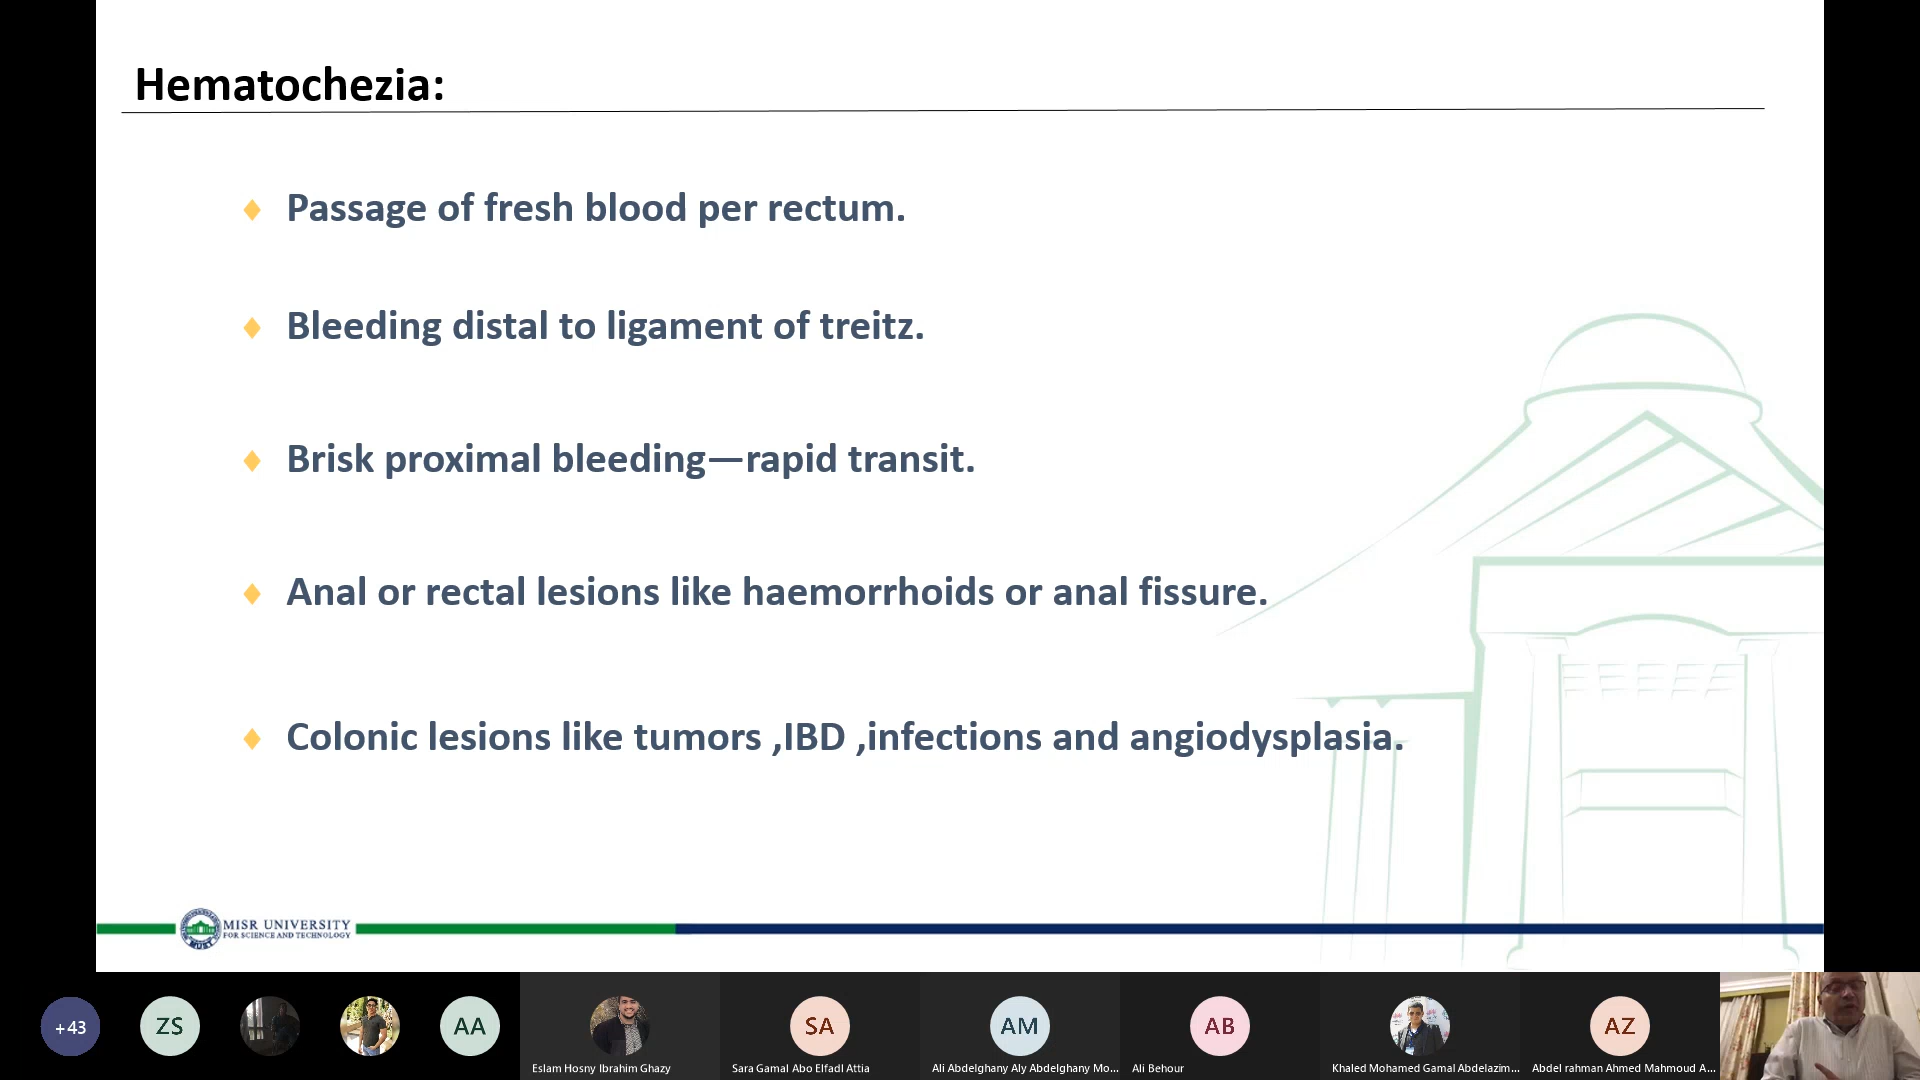 Hematochezia:
Passage of fresh blood per rectum.
Bleeding distal to ligament of treitz.
Brisk proximal bleeding—rapid transit.
Anal or rectal lesions like haemorrhoids or anal fissure.
Colonic lesions like tumors ,IBD ,infections and angiodysplasia.
MISR UNIVERSITY
FOR SCIENCE AND TECHNOLOGY
+43
ZS
AA
SA
AM
AB
AZ
Eslam Hosny Ibrahim Ghazy
Sara Gamal Abo Elfadl Attia
Ali Abdelghany Aly Abdelghany Mo...
Ali Behour
Khaled Mohamed Gamal Abdelazim...
Abdel rahman Ahmed Mahmoud A...